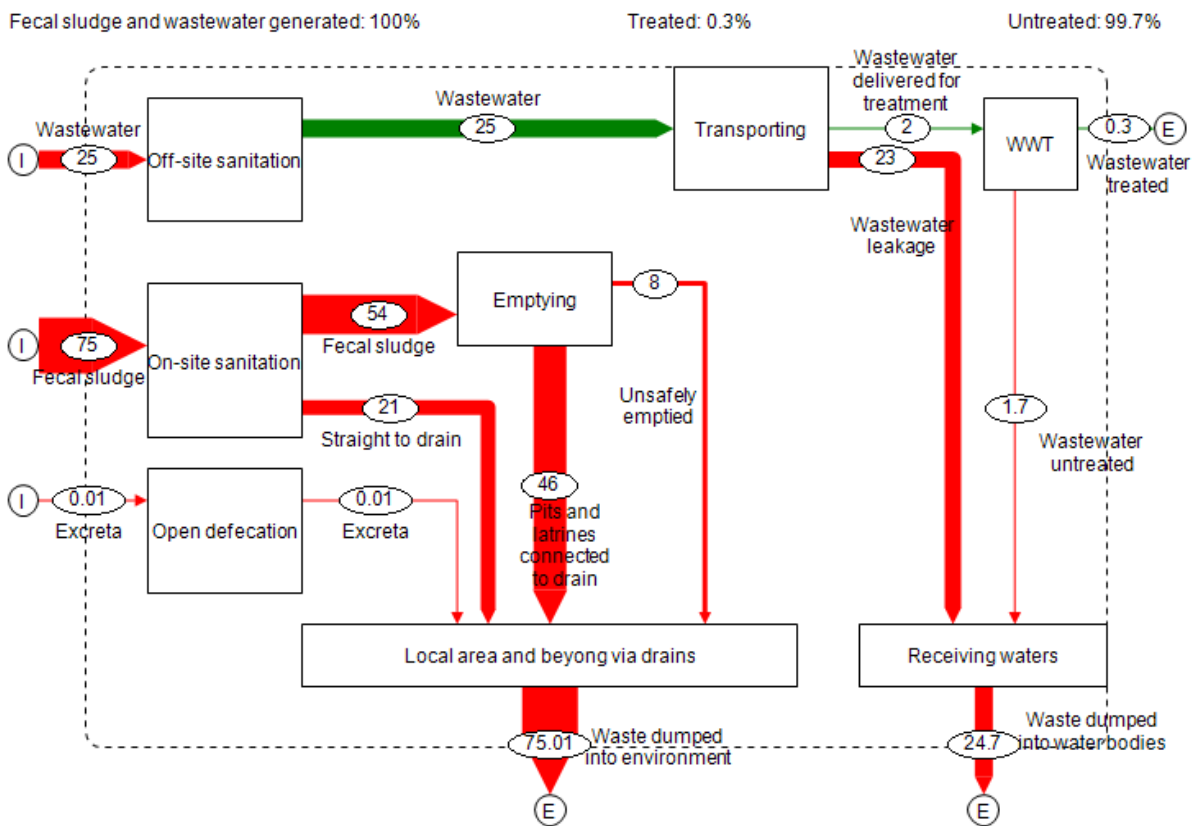 Fecal sludge and wastewater generated: 100%
Treated: 0.3%
Untreated: 99.7%
Wastewater
I
25
Off-site sanitation
Wastewater
25
Transporting
Wastewater
delivered for
treatment
2
23
Wastewater
leakage
WWT
0.3
E
Wastewater
treated
I
75
Fecal sludge
On-site sanitation
54
Fecal sludge
Emptying
8
Unsafely
emptied
21
Straight to drain
46
Pits and
latrines
connected
to drain
1.7
Wastewater
untreated
I
0.01
Excreta
Open defecation
0.01
Excreta
Local area and beyong via drains
Receiving waters
75.01
Waste dumped
into environment
E
24.7
Waste dumped
into water bodies
E